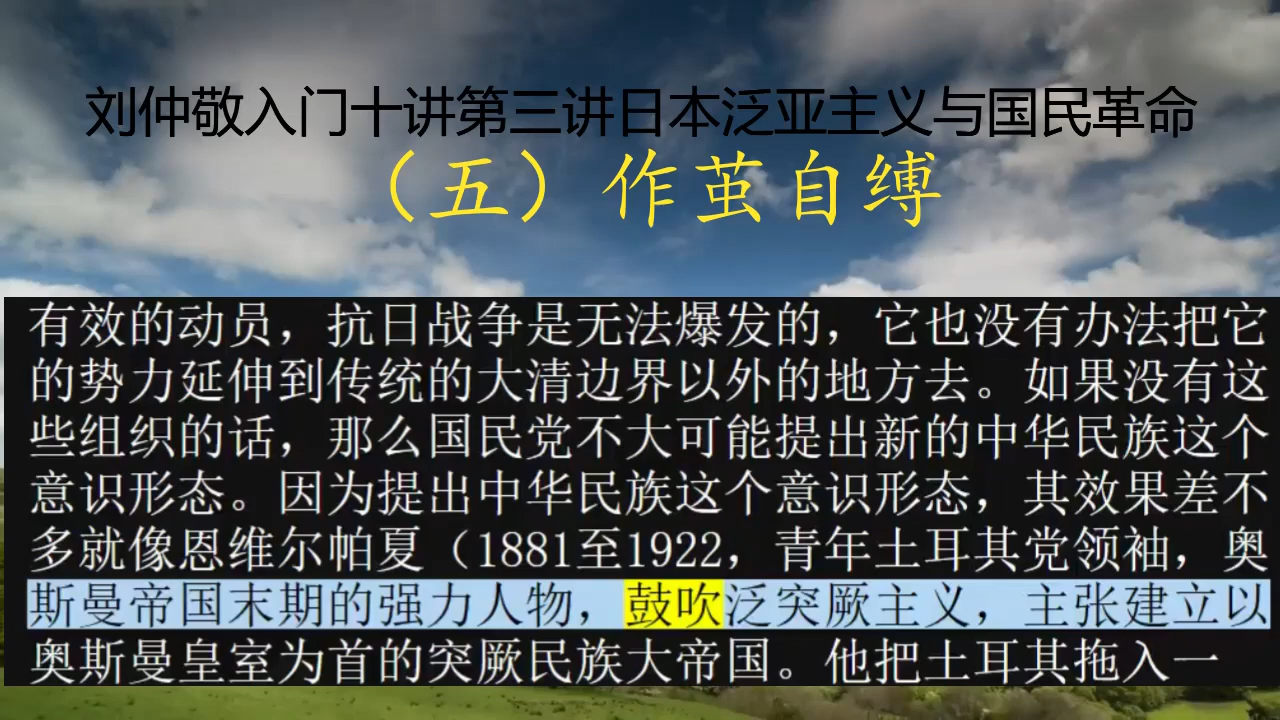 刘仲敬入门十讲第三讲日本泛亚主义与国民革命
（五）作茧自缚
有效的动员，抗日战争是无法爆发的，它也没有办法把它
的势力延伸到传统的大清边界以外的地方去。如果没有这
些组织的话，那么国民党不大可能提出新的中华民族这个
意识形态。因为提出中华民族这个意识形态，其效果差不
多就像恩维尔帕夏（1881至1922，青年土耳其党领袖，奥
斯曼帝国末期的强力人物，鼓吹泛突厥主义，主张建立以
奥斯曼皇室为首的突厥民族大帝国。他把土耳其拖入一